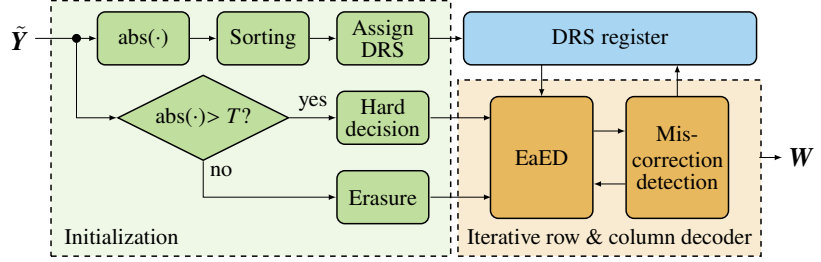 Ỹ
abs(·)
Sorting
Assign
DRS
DRS register
abs(·)> T?
yes
Hard
decision
no
Erasure
EaED
Mis-
correction
detection
W
Initialization
Iterative row & column decoder